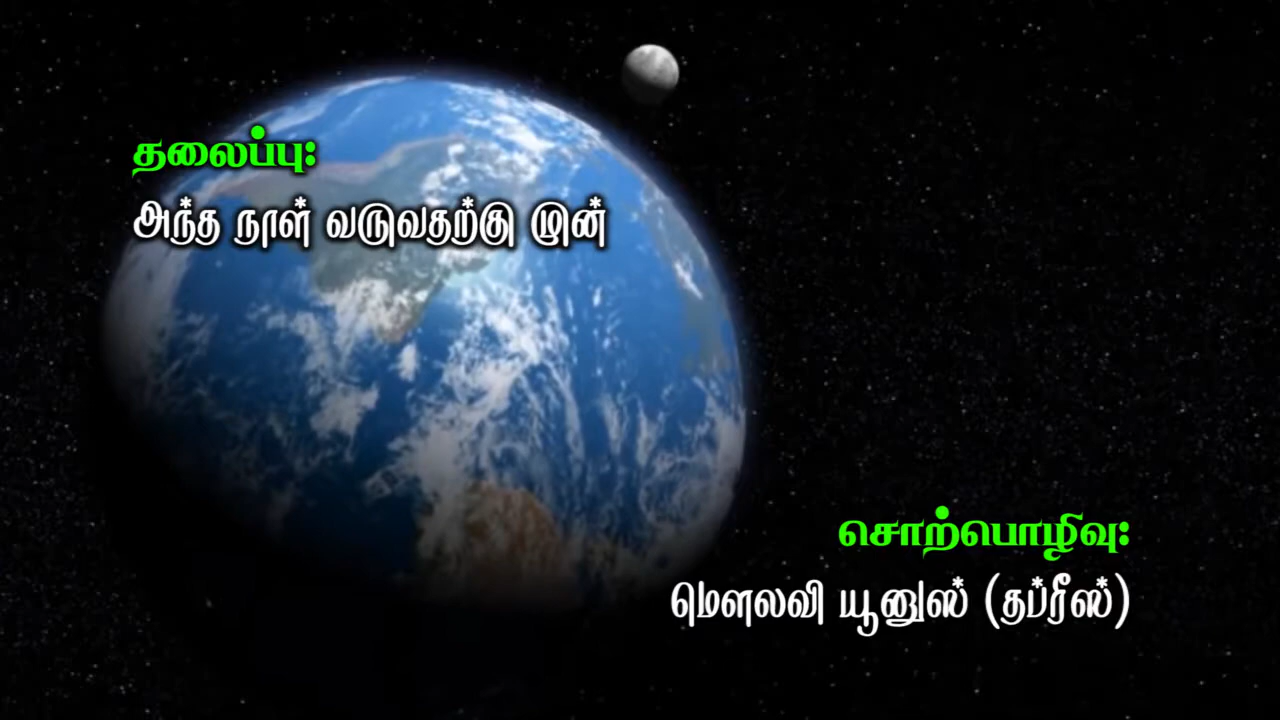 தலைப்பு:
அந்த நாள் வருவதற்கு முன்
சொற்பொழிவு:
மௌலவி யூனுஸ் (தப்ரீஸ்)